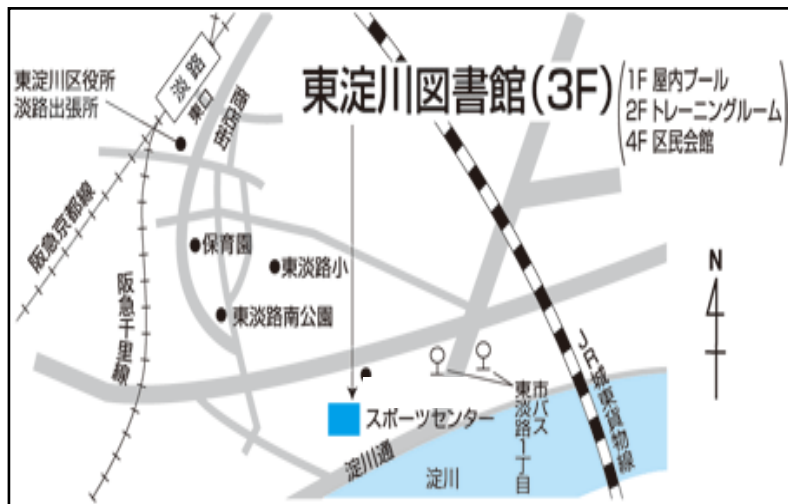 東淀川区役所
淡路出張所
淡路
東口
商店街
東淀川図書館(3F)
1F 屋内プール
2F トレーニングルーム
4F 区民会館
阪急京都線
保育園
東淡路小
東淡路南公園
阪急千里線
N
JR城東貨物線
市バス
東淡路1丁目
スポーツセンター
淀川通
淀川